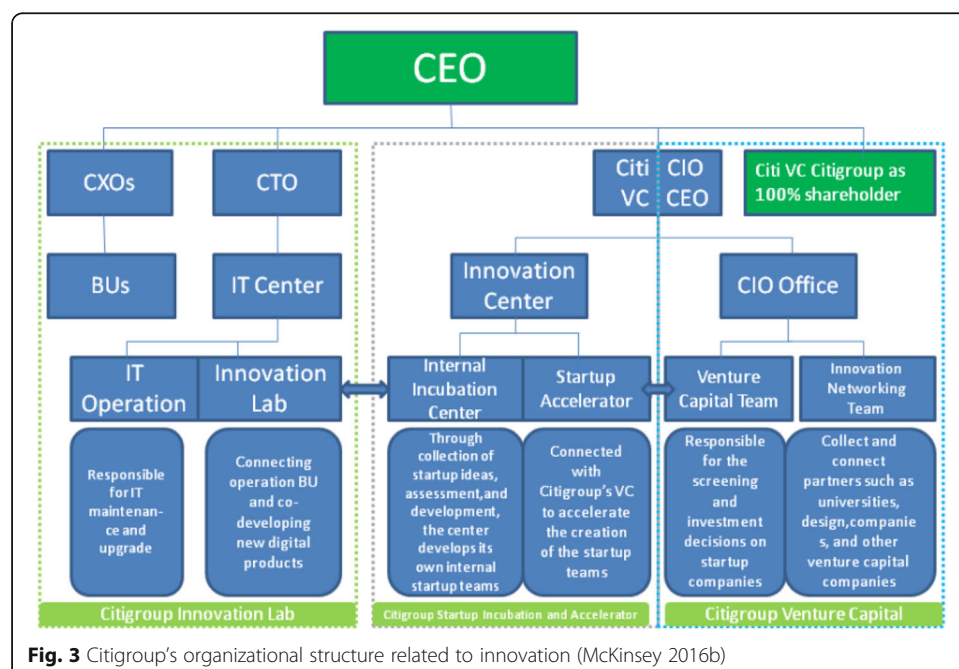 CEO
CXOs
CTO
Citi CIO
VC CEO
Citi VC Citigroup as
100% shareholder
BUs
IT Center
Innovation
Center
CIO Office
IT
Operation
Innovation
Lab
Internal
Incubation
Center
Startup
Accelerator
Venture
Capital Team
Innovation
Networking
Team
Responsible
for IT
maintenan-
ce and
upgrade
Connecting
operation BU
and co-
developing
new digital
products
Through
collection of
startup ideas,
assessment,and
development,
the center
develops its
own internal
startup teams
Connected
with
Citigroup's VC
to accelerate
the creation
of the startup
teams
Responsible
for the
screening
and
investment
decisions on
startup
companies
Collect and
connect
partners such as
universities,
design,companie
s, and other
venture capital
companies
Citigroup Innovation Lab
Citigroup Startup Incubation and Accelerator
Citigroup Venture Capital
Fig. 3 Citigroup's organizational structure related to innovation (McKinsey 2016b)